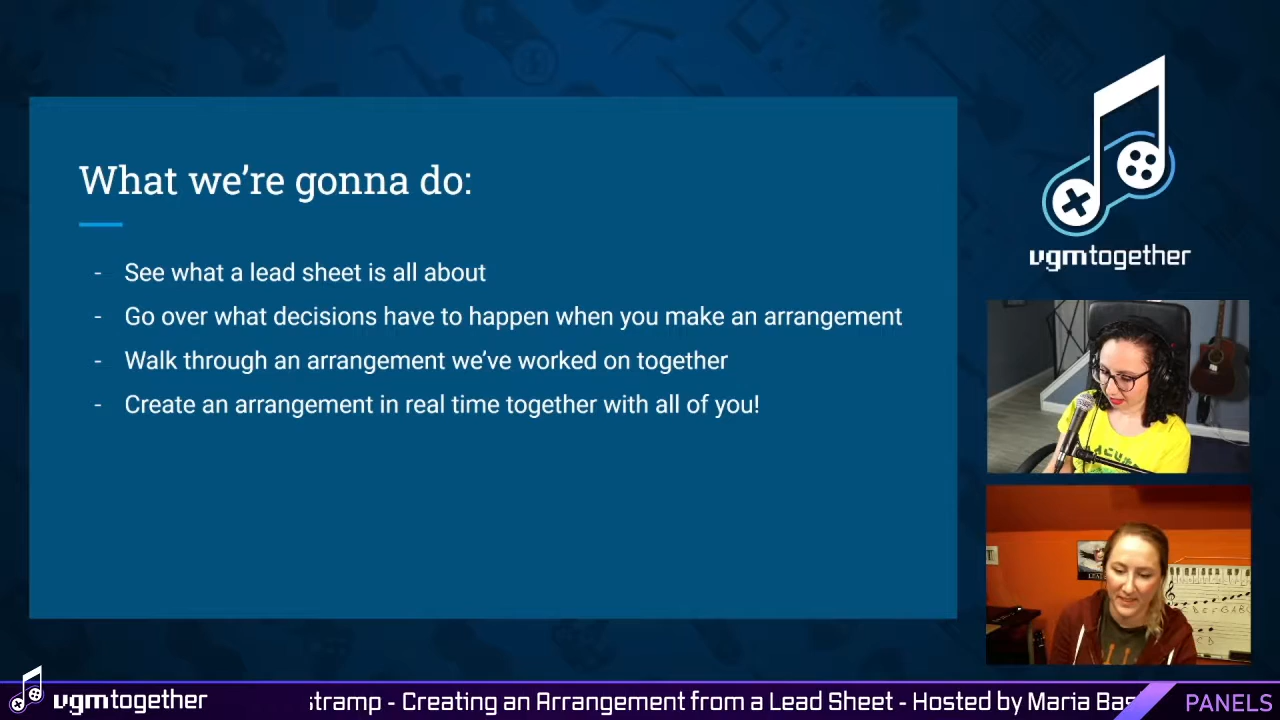 What we're gonna do:
- See what a lead sheet is all about
- Go over what decisions have to happen when you make an arrangement
- Walk through an arrangement we've worked on together
- Create an arrangement in real time together with all of you!
vgmtogether
vgmtogether
stramp - Creating an Arrangement from a Lead Sheet - Hosted by Maria Bas
PANELS